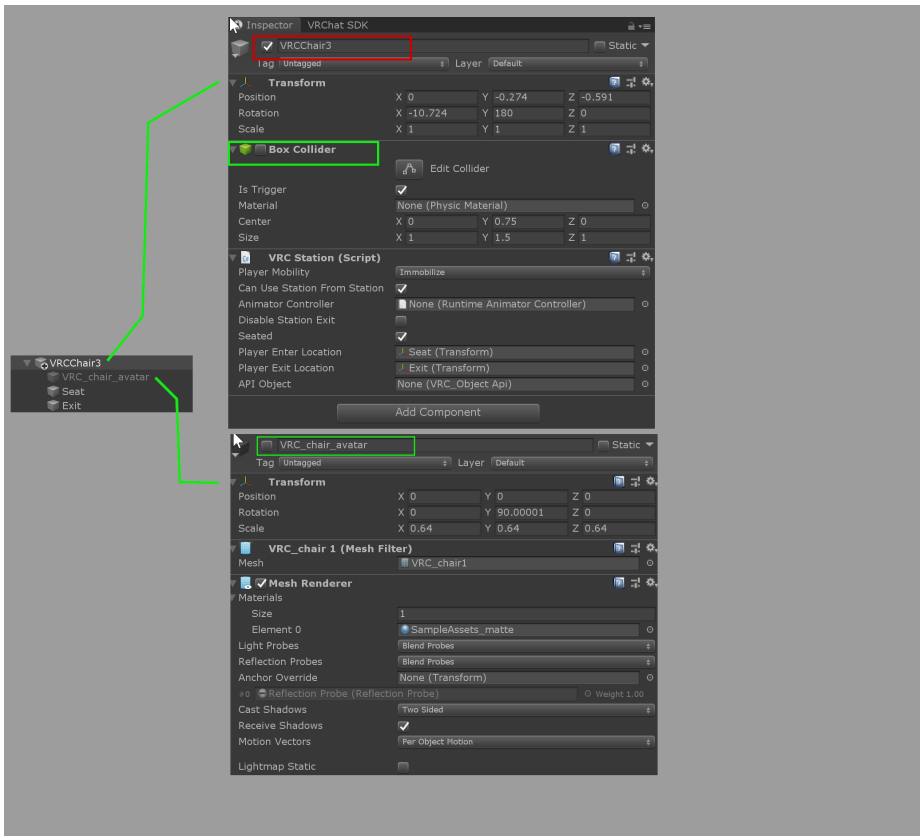 Inspector VRChat SDK
VRCChair3 Static
Tag Untagged Layer Default
Transform
Position X 0 Y -0.274 Z -0.591
Rotation X -10.724 Y 180 Z 0
Scale X 1 Y 1 Z 1
Box Collider
Edit Collider
Is Trigger
Material None (Physic Material)
Center X 0 Y 0.75 Z 0
Size X 1 Y 1.5 Z 1
VRC Station (Script)
Player Mobility Immobilize
Can Use Station From Station
Animator Controller None (Runtime Animator Controller)
Disable Station Exit
Seated
Player Enter Location Seat (Transform)
Player Exit Location Exit (Transform)
API Object None (VRC_Object Api)
Add Component
VRCChair3
VRC_chair_avatar
Seat
Exit
VRC_chair_avatar Static
Tag Untagged Layer Default
Transform
Position X 0 Y 0 Z 0
Rotation X 0 Y 90.00001 Z 0
Scale X 0.64 Y 0.64 Z 0.64
VRC_chair 1 (Mesh Filter)
Mesh VRC_chair1
Mesh Renderer
Materials
Size 1
Element 0 SampleAssets_matte
Light Probes Blend Probes
Reflection Probes Blend Probes
Anchor Override None (Transform)
#0 Reflection Probe (Reflection Probe) Weight 1.00
Cast Shadows Two Sided
Receive Shadows
Motion Vectors Per Object Motion
Lightmap Static